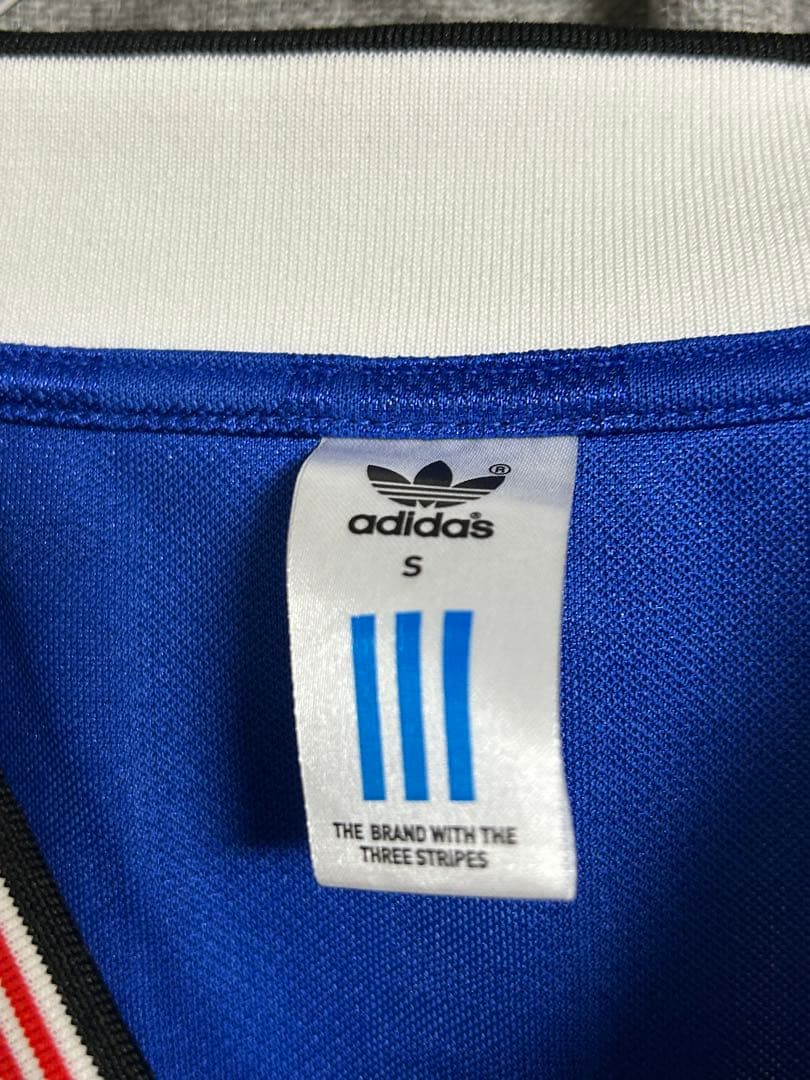 ®
adidas®
S
THE BRAND WITH THE
THREE STRIPES